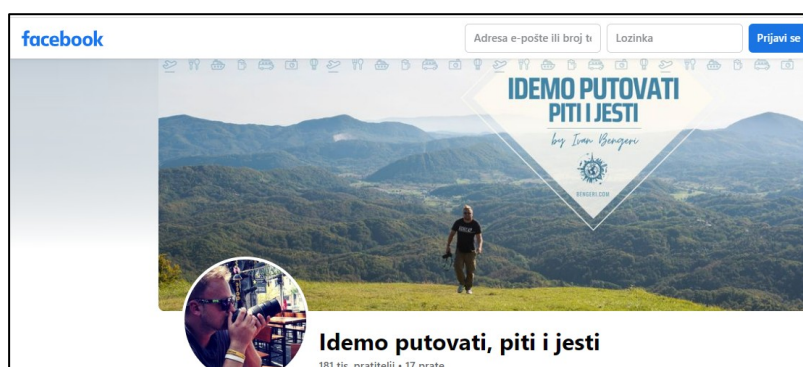 facebook
Adresa e-pošte ili broj te
Lozinka
Prijavi se
IDEMO PUTOVATI
PITI I JESTI
by Ivan Bengeri
BENGERI.COM
Idemo putovati, piti i jesti
181 tis. pratitelji • 17 prate